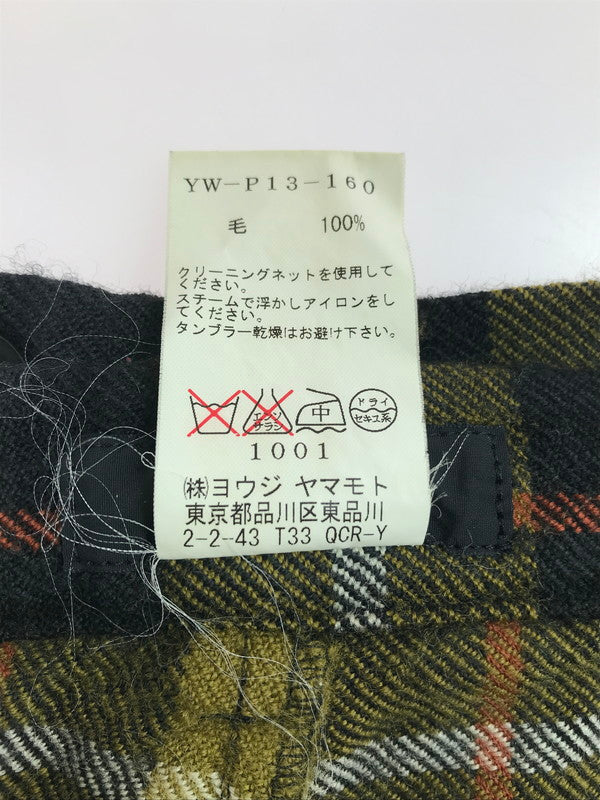 YW-P13-160
毛 100%
クリーニングネットを使用して
ください。
スチームで浮かしアイロンをし
てください。
タンブラー乾燥はお避け下さい。
エンソ
サラシ
中
ドライ
セキユ系
1001
㈱ヨウジ ヤマモト
東京都品川区東品川
2-2-43 T33 QCR-Y